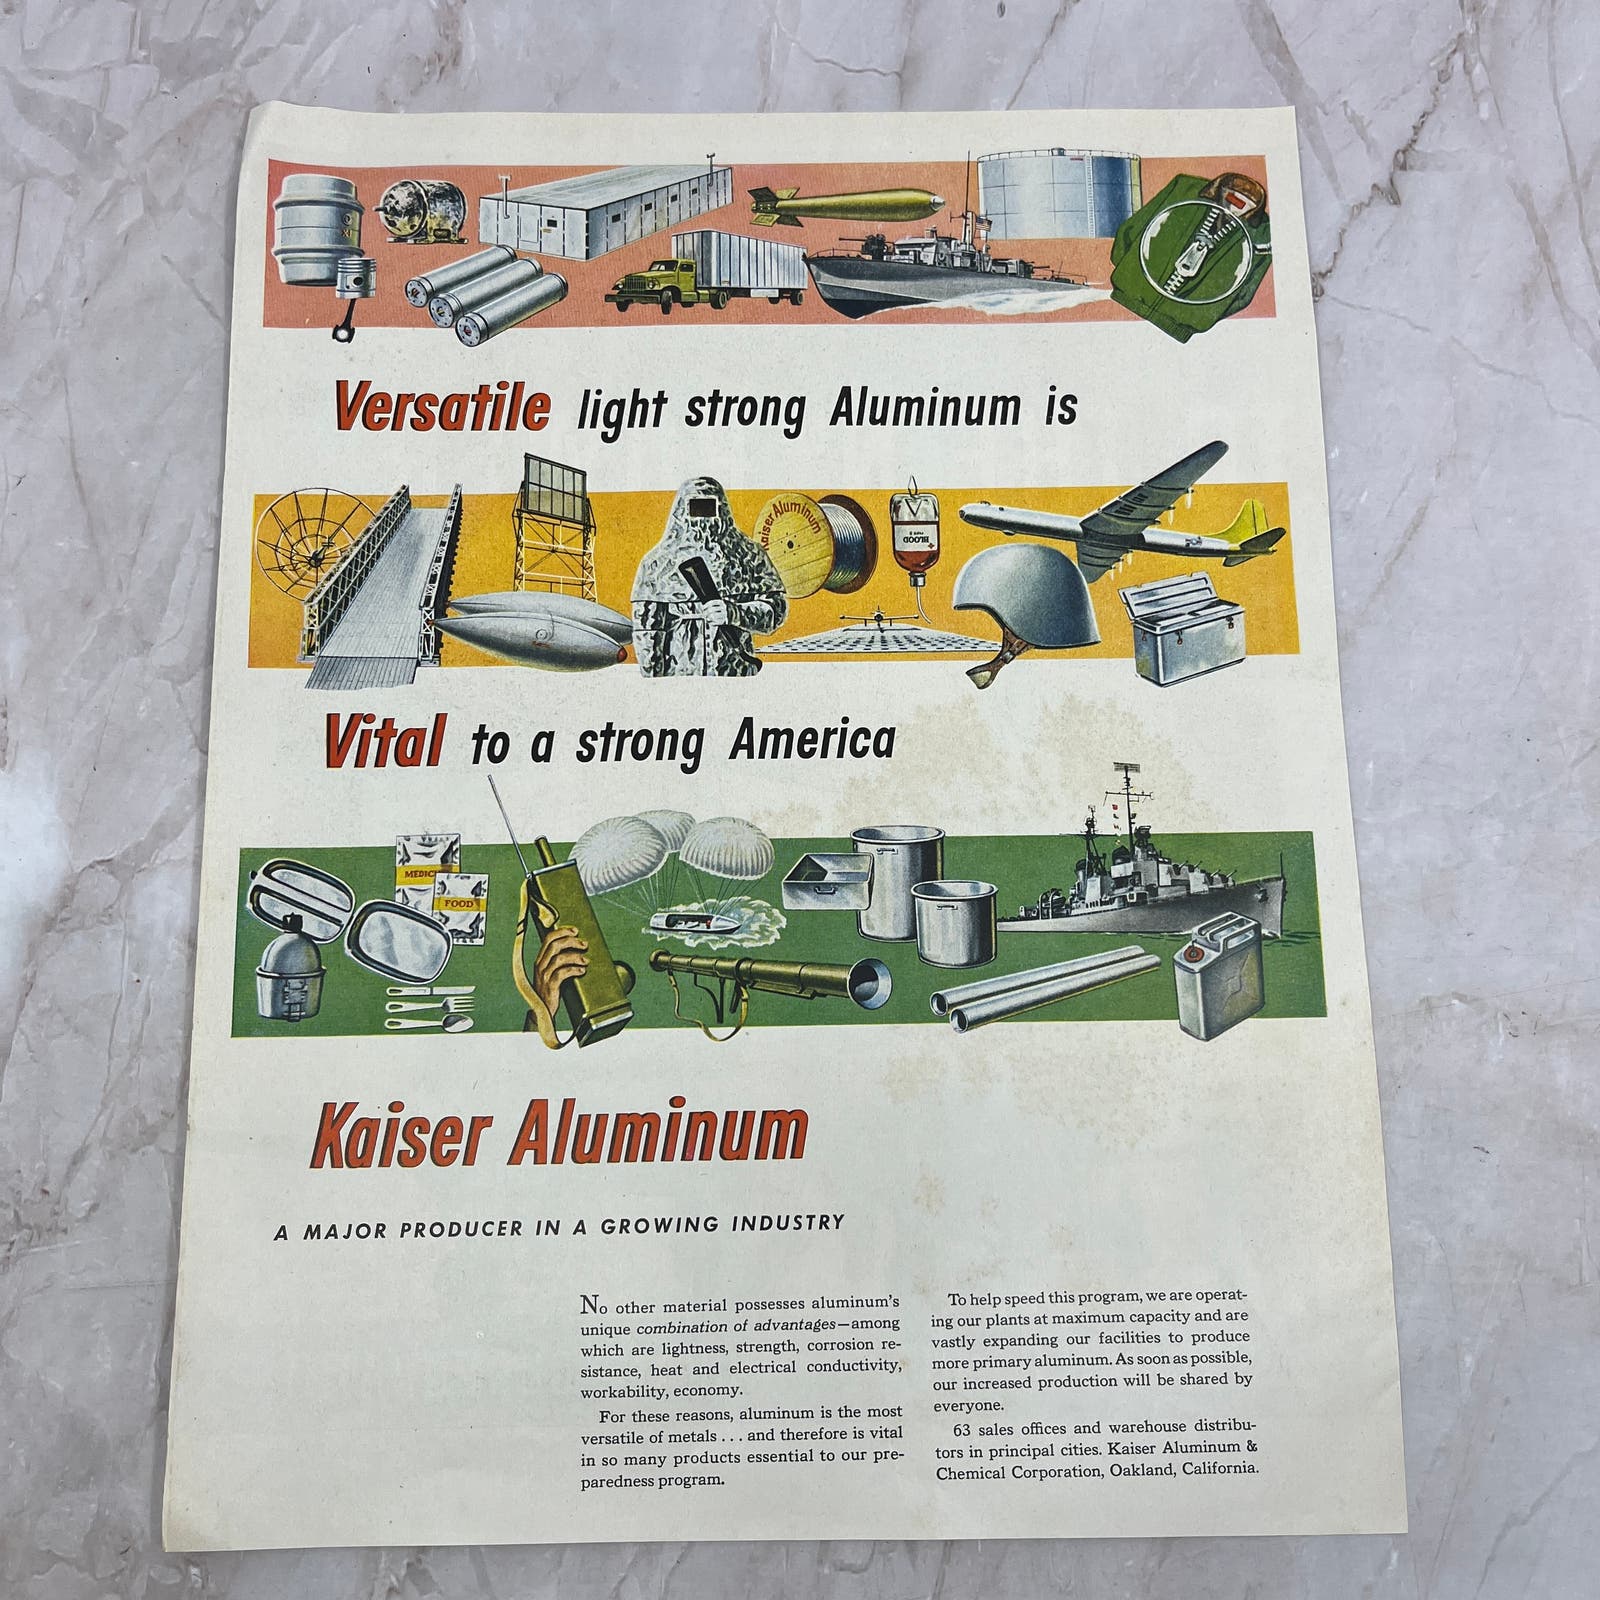 Versatile light strong Aluminum is
Kaiser Aluminum
BLOOD
Vital to a strong America
FOOD
Kaiser Aluminum
A MAJOR PRODUCER IN A GROWING INDUSTRY
No other material possesses aluminum's
unique combination of advantages—among
which are lightness, strength, corrosion re-
sistance, heat and electrical conductivity,
workability, economy.
For these reasons, aluminum is the most
versatile of metals . . . and therefore is vital
in so many products essential to our pre-
paredness program.
To help speed this program, we are operat-
ing our plants at maximum capacity and are
vastly expanding our facilities to produce
more primary aluminum. As soon as possible,
our increased production will be shared by
everyone.
63 sales offices and warehouse distribu-
tors in principal cities. Kaiser Aluminum &
Chemical Corporation, Oakland, California.